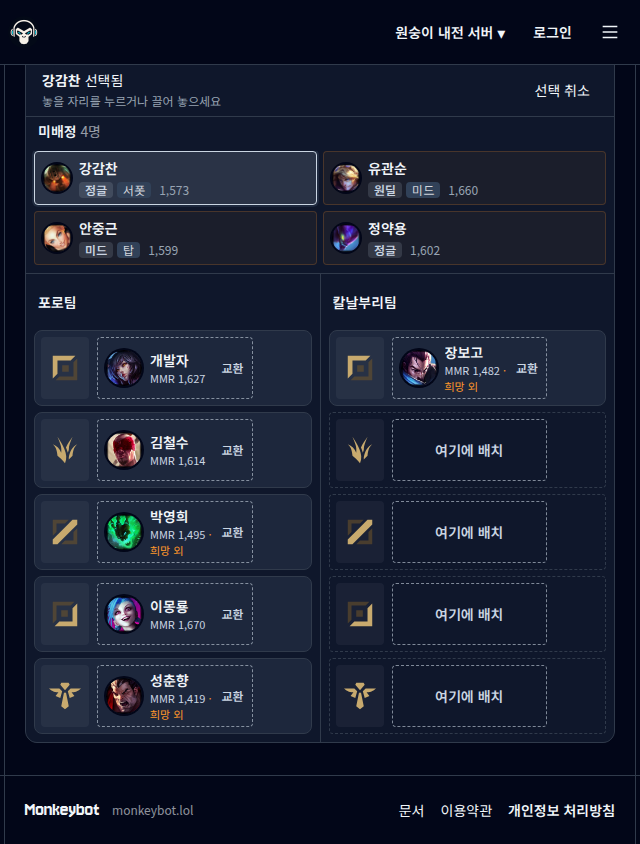 원숭이 내전 서버 ▾
로그인
강감찬 선택됨
놓을 자리를 누르거나 끌어 놓으세요
선택 취소
미배정 4명
강감찬
정글 서폿 1,573
유관순
원딜 미드 1,660
안중근
미드 탑 1,599
정약용
정글 1,602
포로팀
개발자
MMR 1,627
교환
김철수
MMR 1,614
교환
박영희
MMR 1,495 ·
희망 외
교환
이몽룡
MMR 1,670
교환
성춘향
MMR 1,419 ·
희망 외
교환
칼날부리팀
장보고
MMR 1,482 ·
희망 외
교환
여기에 배치
여기에 배치
여기에 배치
여기에 배치
Monkeybot monkeybot.lol
문서 이용약관 개인정보 처리방침